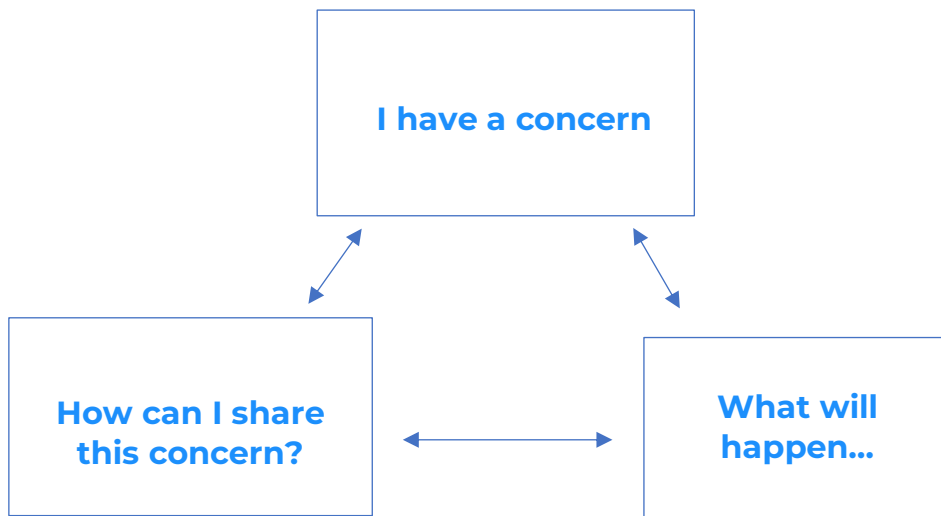 I have a concern
How can I share
this concern?
What will
happen...